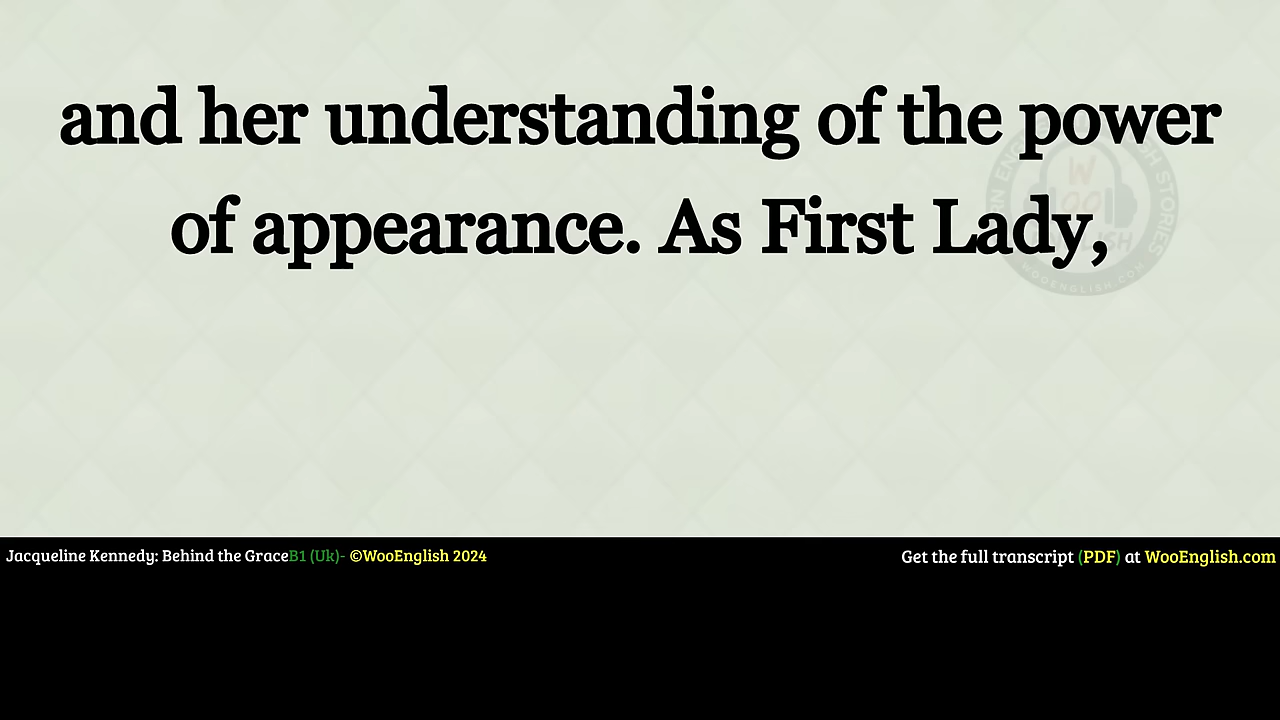 and her understanding of the power
of appearance. As First Lady,
Jacqueline Kennedy: Behind the GraceB1 (Uk)- ©WooEnglish 2024
Get the full transcript (PDF) at WooEnglish.com